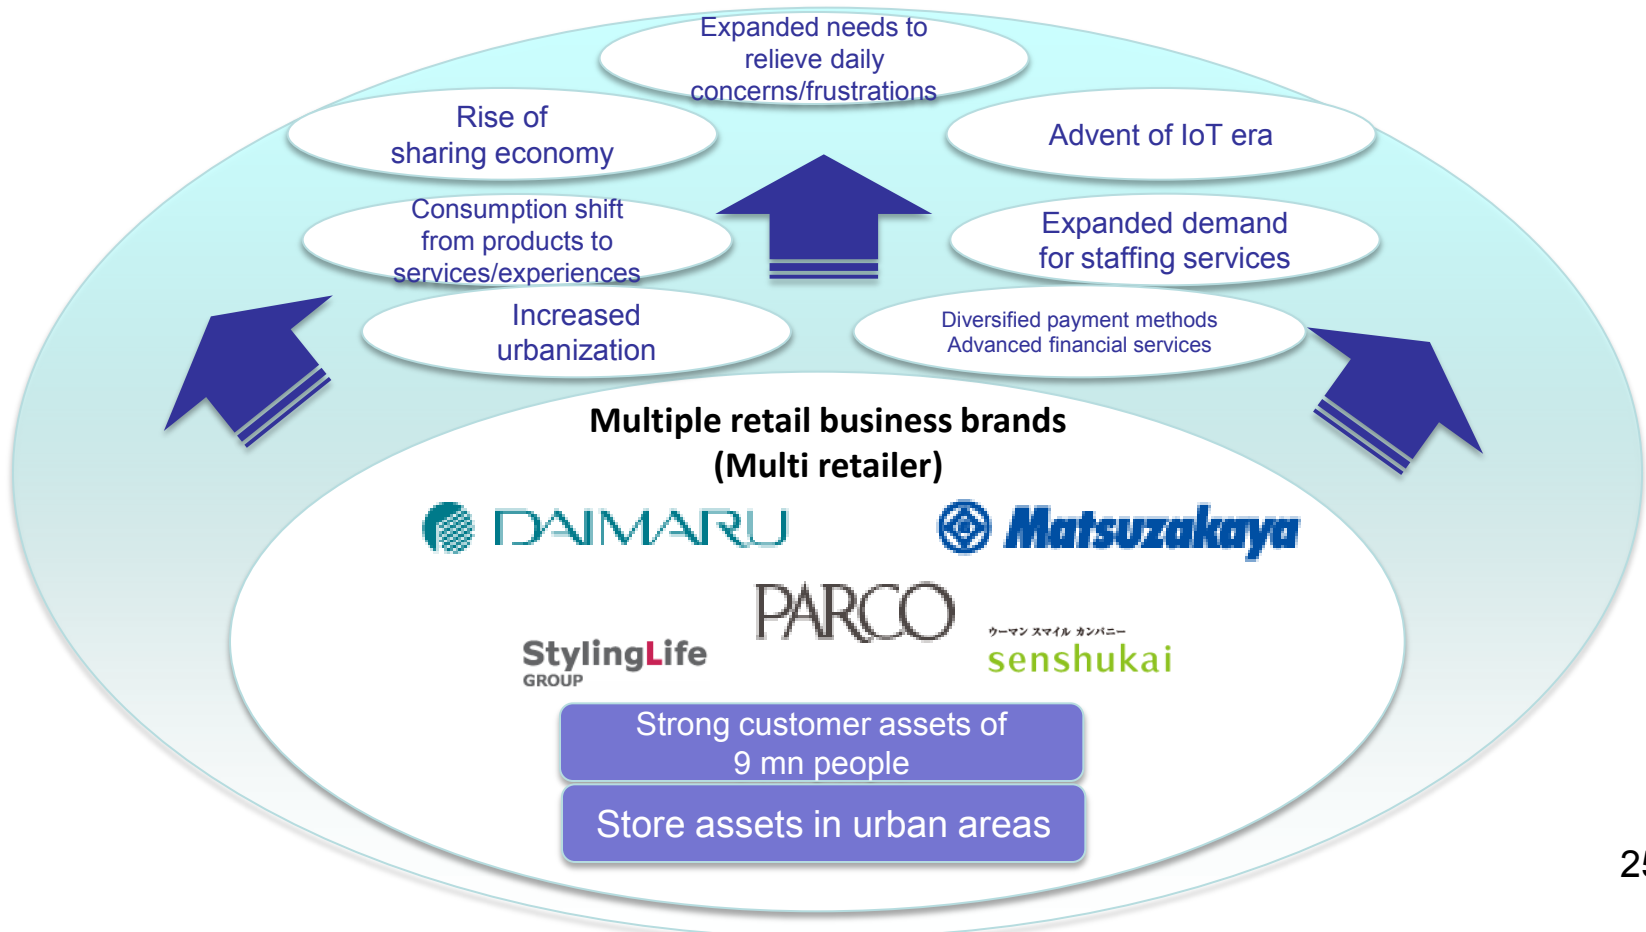 Expanded needs to
relieve daily
concerns/frustrations
Rise of
sharing economy
Advent of IoT era
Consumption shift
from products to
services/experiences
Expanded demand
for staffing services
Increased
urbanization
Diversified payment methods
Advanced financial services
Multiple retail business brands
(Multi retailer)
DAIMARU
Matsuzakaya
PARCO
StylingLife
GROUP
ウーマン スマイル カンパニー
senshukai
Strong customer assets of
9 mn people
Store assets in urban areas
25